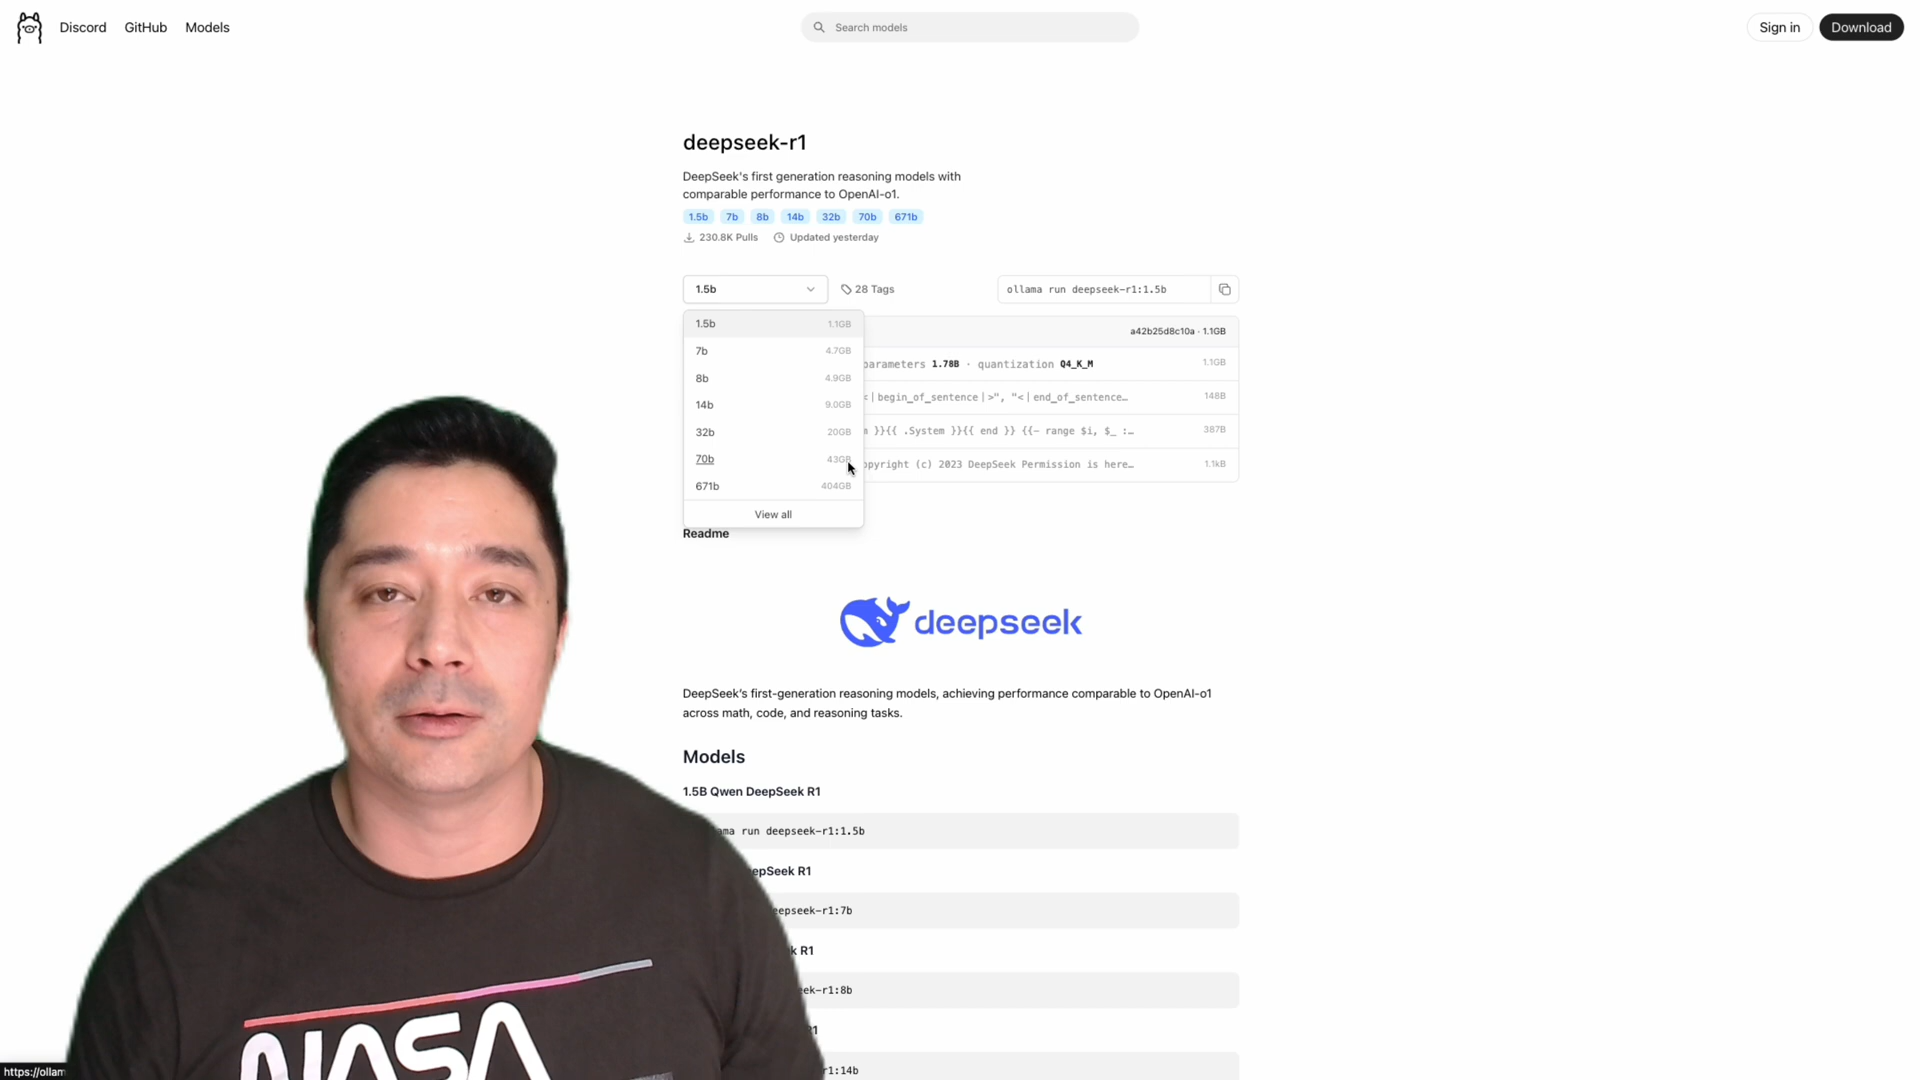 Discord GitHub Models
Search models
Sign in Download
deepseek-r1
DeepSeek's first generation reasoning models with
comparable performance to OpenAI-o1.
1.5b 7b 8b 14b 32b 70b 671b
230.8K Pulls Updated yesterday
1.5b
28 Tags
ollama run deepseek-r1:1.5b
1.5b 1.1GB
7b 4.7GB
8b 4.9GB
14b 9.0GB
32b 20GB
70b 43GB
671b 404GB
View all
a42b25d8c10a · 1.1GB
parameters 1.78B · quantization Q4_K_M 1.1GB
<|begin_of_sentence|>", "<|end_of_sentence… 148B
}}{{ .System }}{{ end }} {{- range $i, $_ :… 387B
opyright (c) 2023 DeepSeek Permission is here… 1.1kB
Readme
deepseek
DeepSeek's first-generation reasoning models, achieving performance comparable to OpenAI-o1
across math, code, and reasoning tasks.
Models
1.5B Qwen DeepSeek R1
ama run deepseek-r1:1.5b
epSeek R1
eepseek-r1:7b
k R1
ek-r1:8b
1
r1:14b
NASA
https://ollam